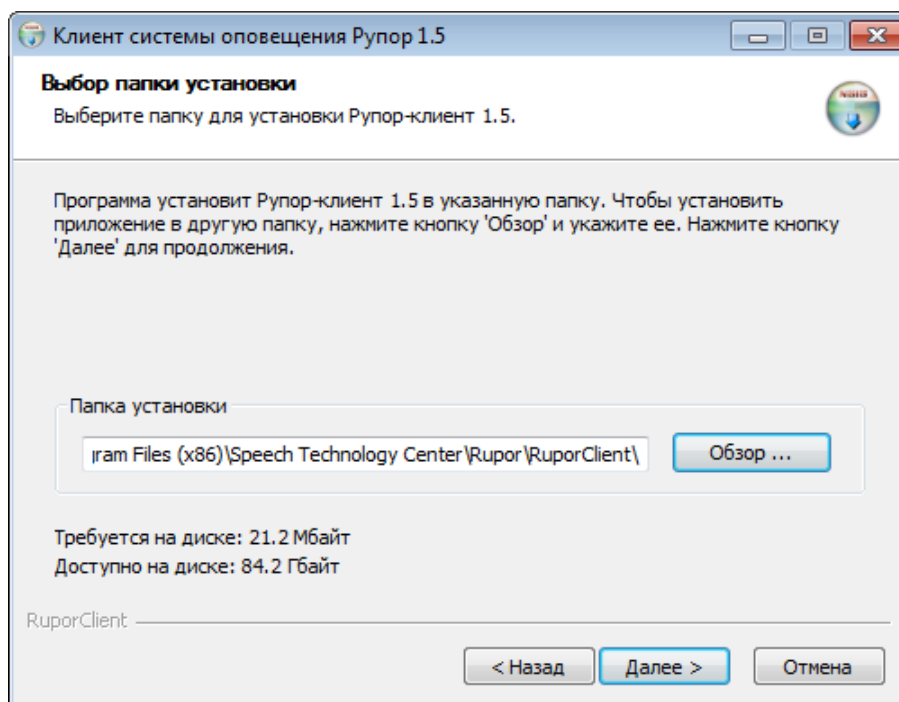 Клиент системы оповещения Рупор 1.5
Выбор папки установки
Выберите папку для установки Рупор-клиент 1.5.
Программа установит Рупор-клиент 1.5 в указанную папку. Чтобы установить
приложение в другую папку, нажмите кнопку 'Обзор' и укажите ее. Нажмите кнопку
'Далее' для продолжения.
Папка установки
gram Files (x86)\Speech Technology Center\Rupor\RuporClient\
Обзор ...
Требуется на диске: 21.2 Мбайт
Доступно на диске: 84.2 Гбайт
RuporClient
< Назад Далее > Отмена